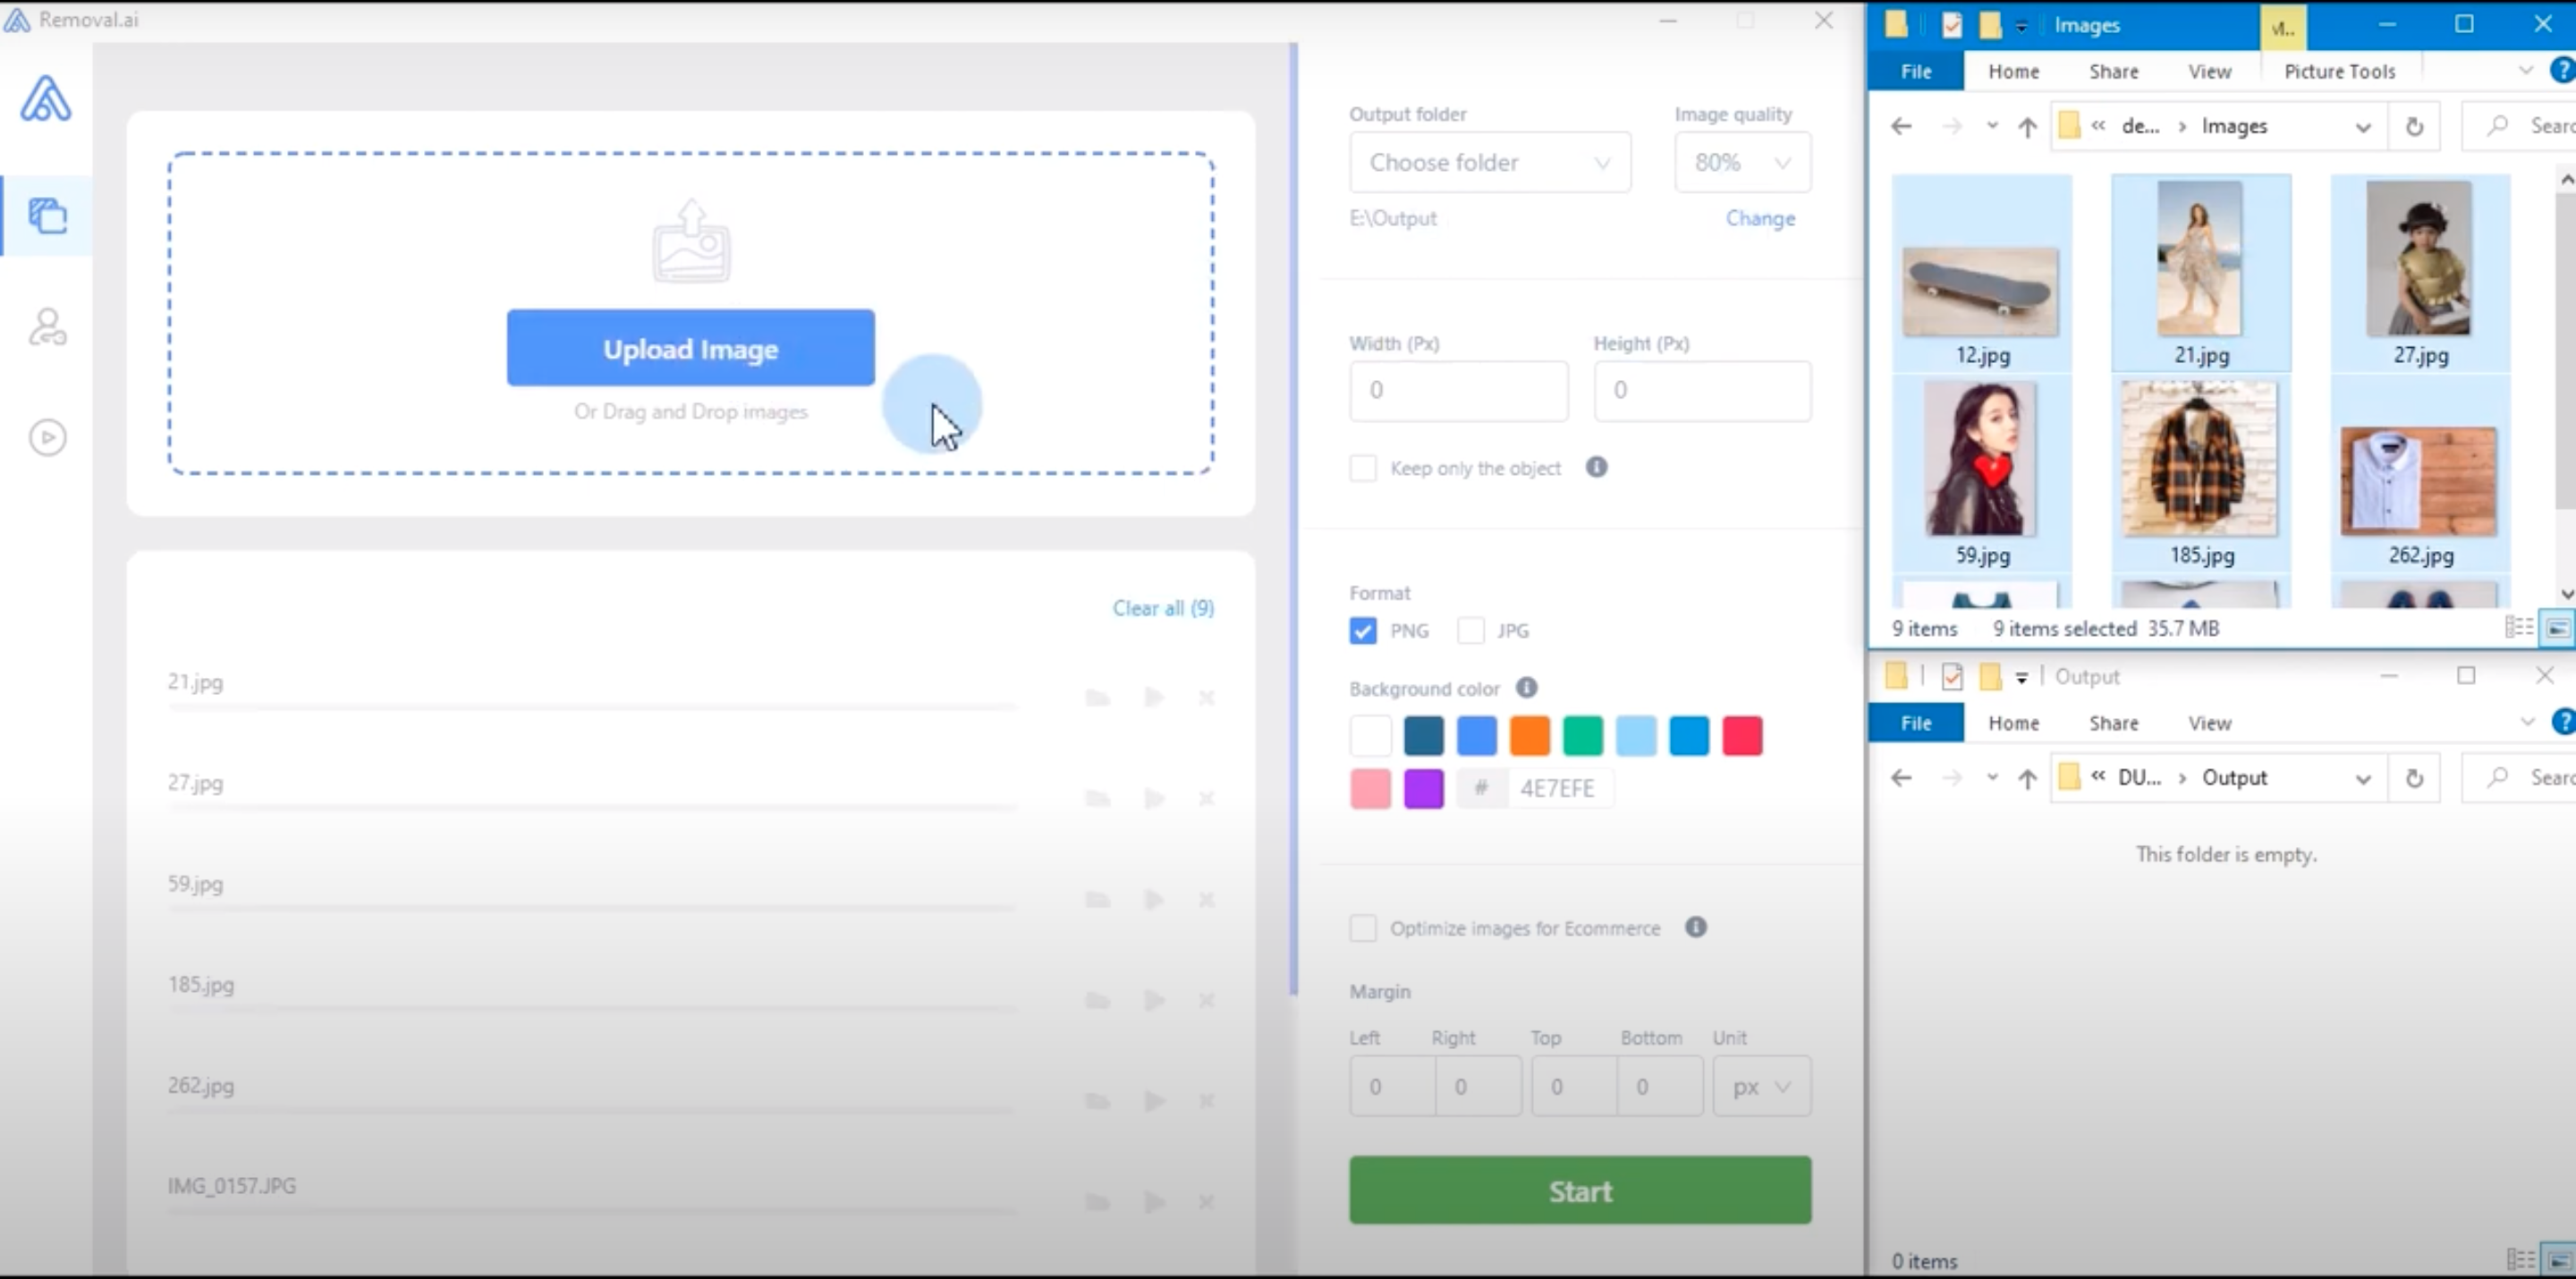 Removal.ai
Upload Image
Or Drag and Drop images
Clear all (9)
21.jpg
27.jpg
59.jpg
185.jpg
262.jpg
IMG_0157.JPG
Output folder
Image quality
Choose folder
80%
E:\Output
Change
Width (Px)
Height (Px)
0
0
Keep only the object
Format
PNG
JPG
Background color
# 4E7EFE
Optimize images for Ecommerce
Margin
Left Right Top Bottom Unit
0 0 0 0 px
Start
Images
File Home Share View Picture Tools
« de... › Images
Searc
12.jpg 21.jpg 27.jpg
59.jpg 185.jpg 262.jpg
9 items 9 items selected 35.7 MB
Output
File Home Share View
« DU... › Output
Searc
This folder is empty.
0 items